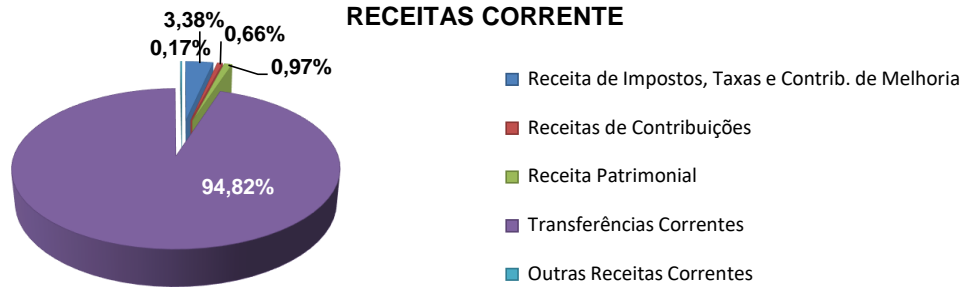 RECEITAS CORRENTE
3,38%
0,66%
0,17%
0,97%
94,82%
Receita de Impostos, Taxas e Contrib. de Melhoria
Receitas de Contribuições
Receita Patrimonial
Transferências Correntes
Outras Receitas Correntes